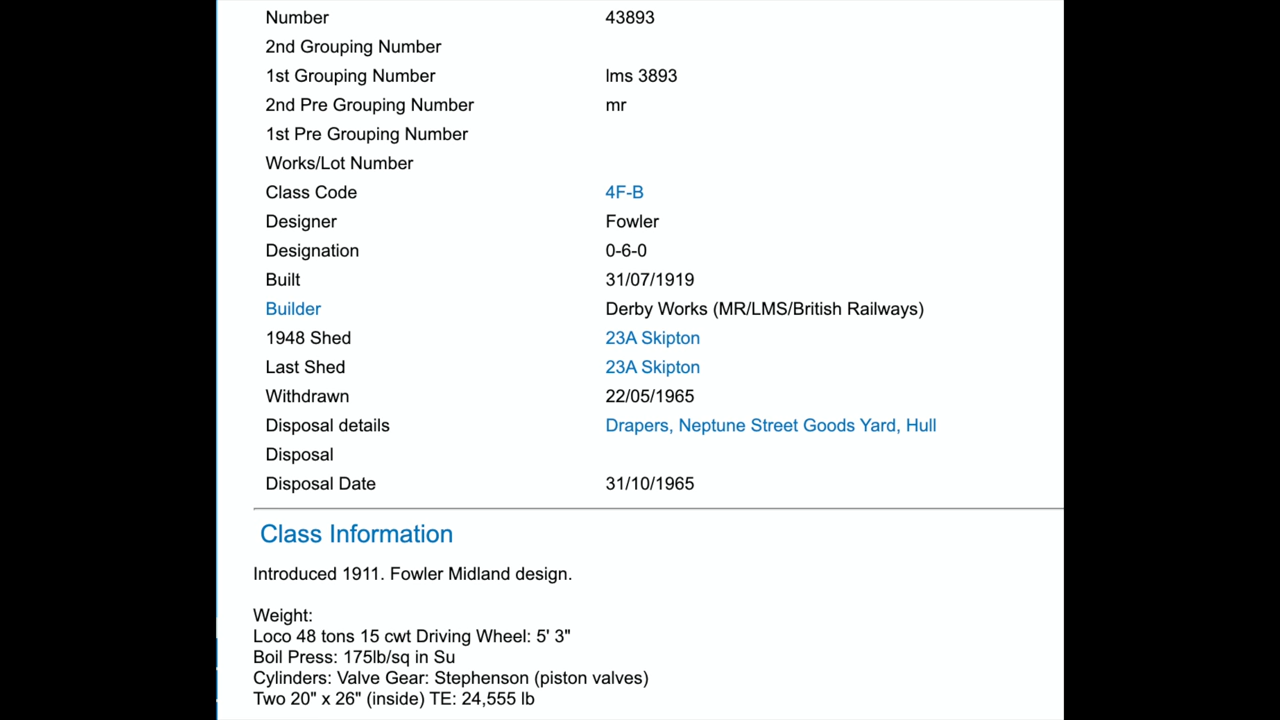 Number 43893
2nd Grouping Number
1st Grouping Number lms 3893
2nd Pre Grouping Number mr
1st Pre Grouping Number
Works/Lot Number
Class Code 4F-B
Designer Fowler
Designation 0-6-0
Built 31/07/1919
Builder Derby Works (MR/LMS/British Railways)
1948 Shed 23A Skipton
Last Shed 23A Skipton
Withdrawn 22/05/1965
Disposal details Drapers, Neptune Street Goods Yard, Hull
Disposal
Disposal Date 31/10/1965
Class Information
Introduced 1911. Fowler Midland design.
Weight:
Loco 48 tons 15 cwt Driving Wheel: 5' 3"
Boil Press: 175lb/sq in Su
Cylinders: Valve Gear: Stephenson (piston valves)
Two 20" x 26" (inside) TE: 24,555 lb